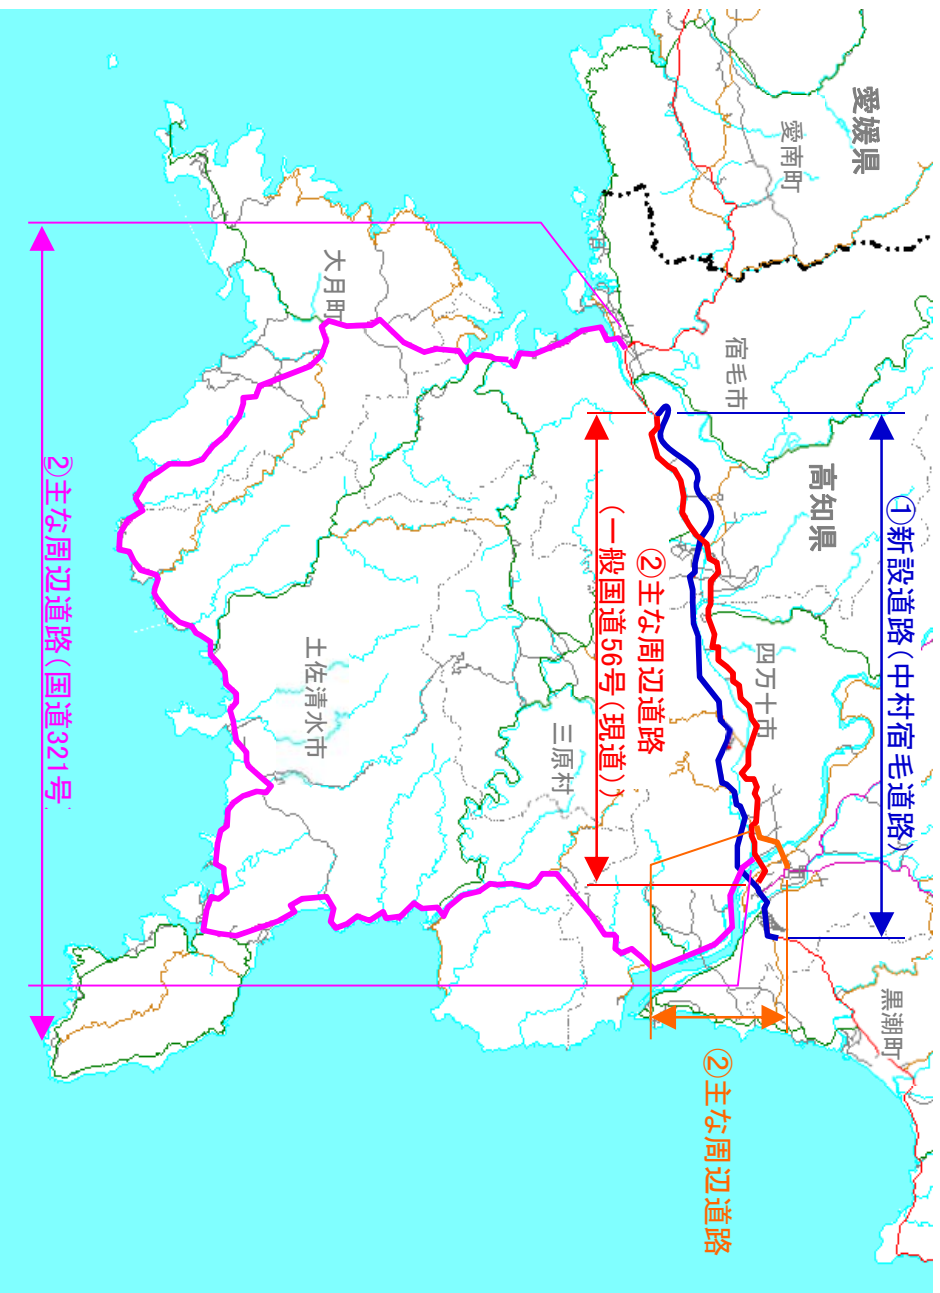 愛媛県
愛南町
宿毛市
高知県
①新設道路(中村宿毛道路)
大月町
②主な周辺道路
(一般国道56号(現道))
四万十市
土佐清水市
三原村
黒潮町
②主な周辺道路(国道321号
②主な周辺道路